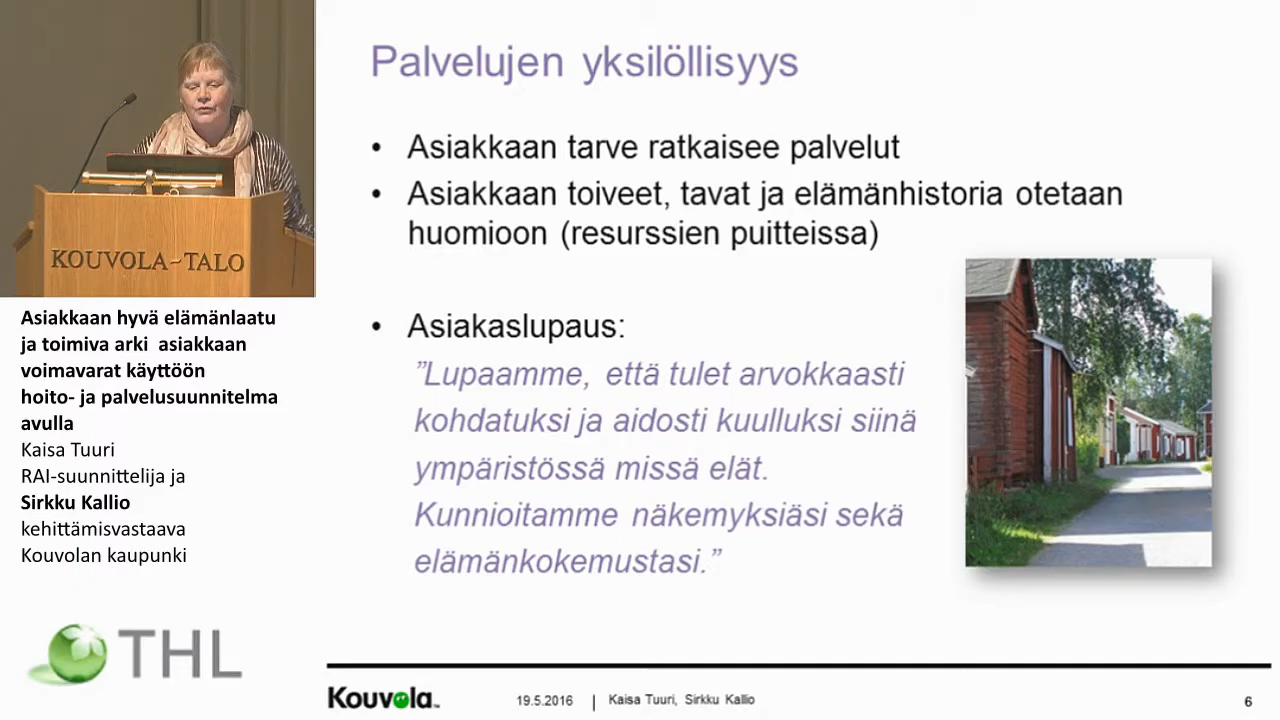 Palvelujen yksilöllisyys
• Asiakkaan tarve ratkaisee palvelut
• Asiakkaan toiveet, tavat ja elämänhistoria otetaan
huomioon (resurssien puitteissa)
• Asiakaslupaus:
”Lupaamme, että tulet arvokkaasti
kohdatuksi ja aidosti kuulluksi siinä
ympäristössä missä elät.
Kunnioitamme näkemyksiäsi sekä
elämänkokemustasi.”
KOUVOLA-TALO
Asiakkaan hyvä elämänlaatu
ja toimiva arki asiakkaan
voimavarat käyttöön
hoito- ja palvelusuunnitelma
avulla
Kaisa Tuuri
RAI-suunnittelija ja
Sirkku Kallio
kehittämisvastaava
Kouvolan kaupunki
THL
Kouvola™
19.5.2016 | Kaisa Tuuri, Sirkku Kallio
6